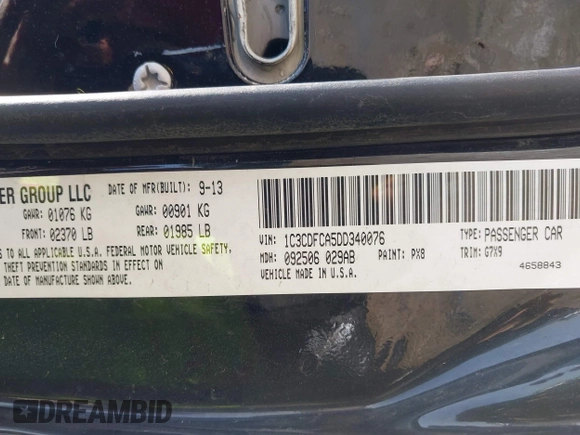 ER GROUP LLC DATE OF MFR(BUILT): 9-13
GAWR: 01076 KG GAWR: 00901 KG
FRONT: 02370 LB REAR: 01985 LB
S TO ALL APPLICABLE U.S.A. FEDERAL MOTOR VEHICLE SAFETY,
THEFT PREVENTION STANDARDS IN EFFECT ON
DATE OF MANUFACTURE SHOWN ABOVE.
VIN: 1C3CDFCA5DD340076 TYPE: PASSENGER CAR
MDH: 092506 029AB PAINT: PX8 TRIM: G7X9
VEHICLE MADE IN U.S.A. 4658843
DREAMBID